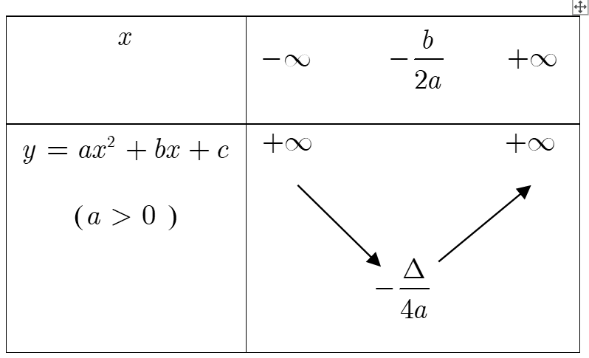 x
−∞ −b/2a +∞
y = ax² + bx + c
+∞ +∞
(a > 0 )
−Δ/4a